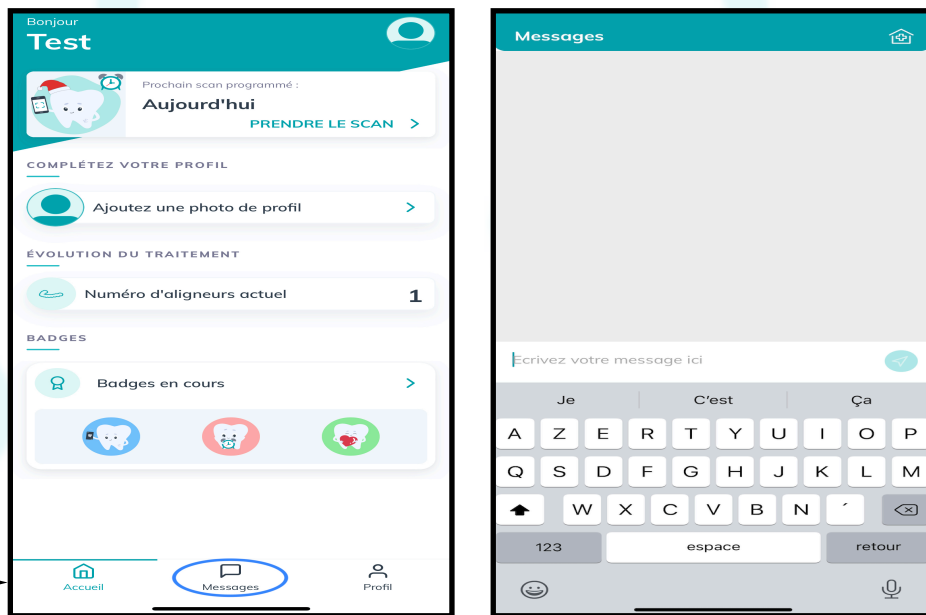 Bonjour
Test
Prochain scan programmé :
Aujourd'hui
PRENDRE LE SCAN >
COMPLÉTEZ VOTRE PROFIL
Ajoutez une photo de profil >
ÉVOLUTION DU TRAITEMENT
Numéro d'aligneurs actuel 1
BADGES
Badges en cours >
Accueil Messages Profil
Messages
Ecrivez votre message ici
Je C'est Ça
A Z E R T Y U I O P
Q S D F G H J K L M
W X C V B N ´
123 espace retour